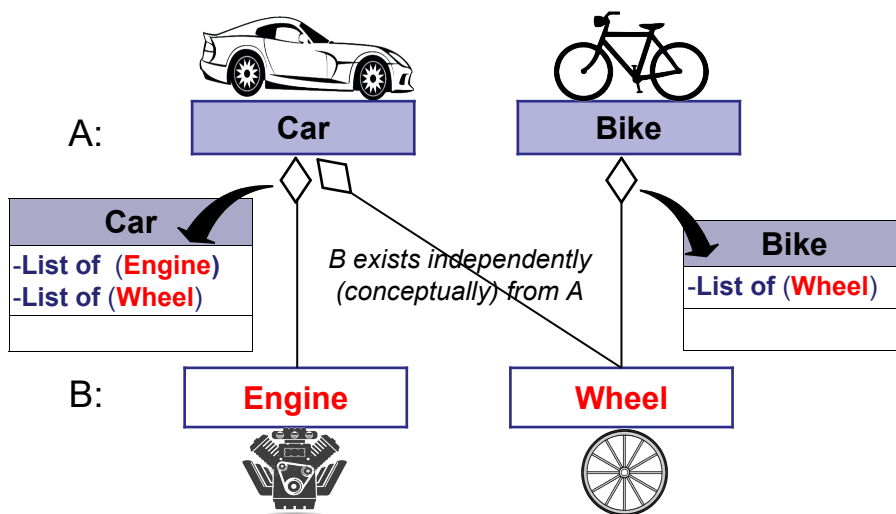 A:
Car
Bike
Car
-List of (Engine)
-List of (Wheel)
B exists independently
(conceptually) from A
Bike
-List of (Wheel)
B:
Engine
Wheel